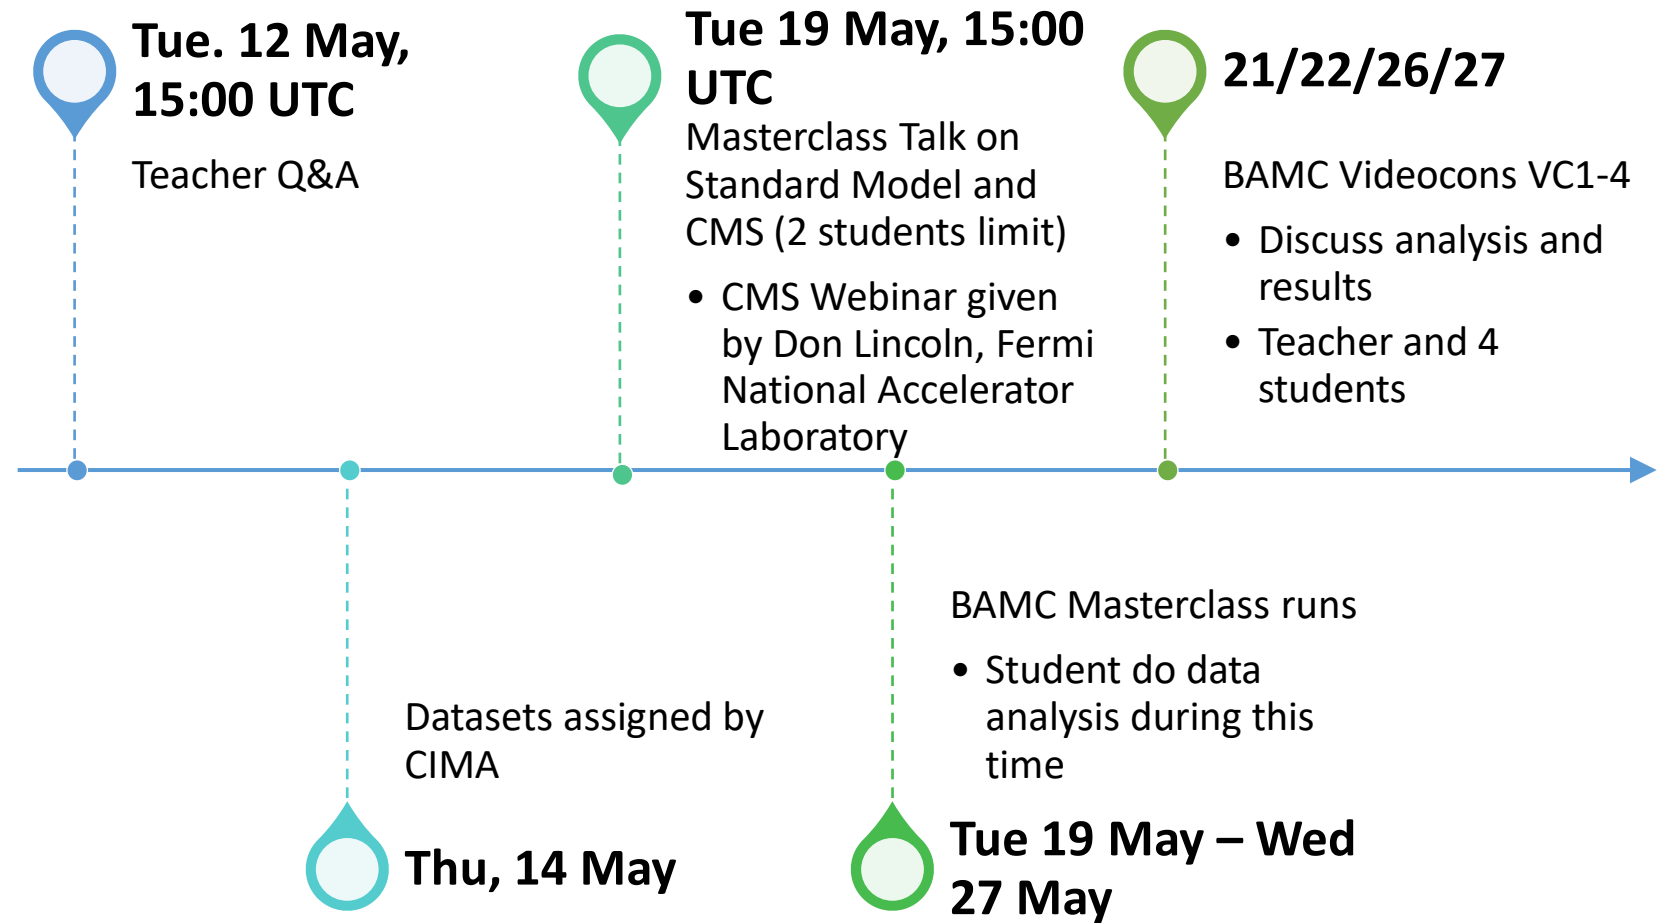 Tue. 12 May,
15:00 UTC
Teacher Q&A
Datasets assigned by
CIMA
Thu, 14 May
Tue 19 May, 15:00
UTC
Masterclass Talk on
Standard Model and
CMS (2 students limit)
• CMS Webinar given
by Don Lincoln, Fermi
National Accelerator
Laboratory
BAMC Masterclass runs
• Student do data
analysis during this
time
Tue 19 May – Wed
27 May
21/22/26/27
BAMC Videocons VC1-4
• Discuss analysis and
results
• Teacher and 4
students